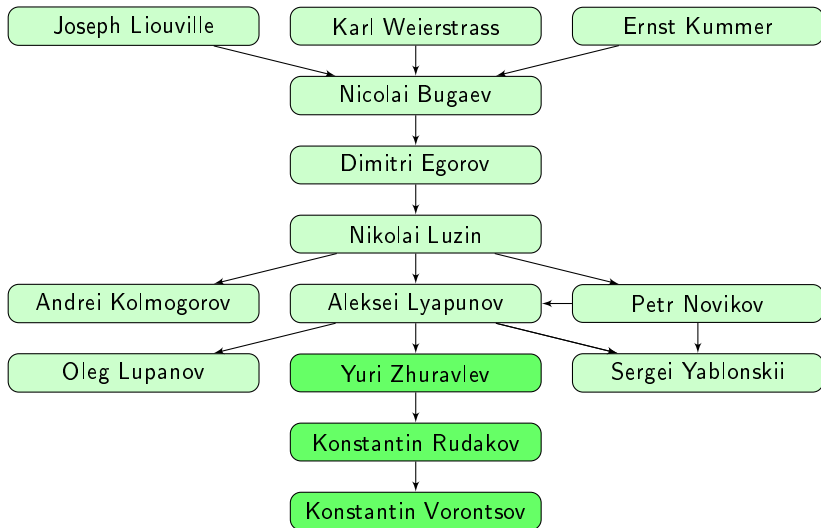 Joseph Liouville
Karl Weierstrass
Ernst Kummer
Nicolai Bugaev
Dimitri Egorov
Nikolai Luzin
Andrei Kolmogorov
Aleksei Lyapunov
Petr Novikov
Oleg Lupanov
Yuri Zhuravlev
Sergei Yablonskii
Konstantin Rudakov
Konstantin Vorontsov